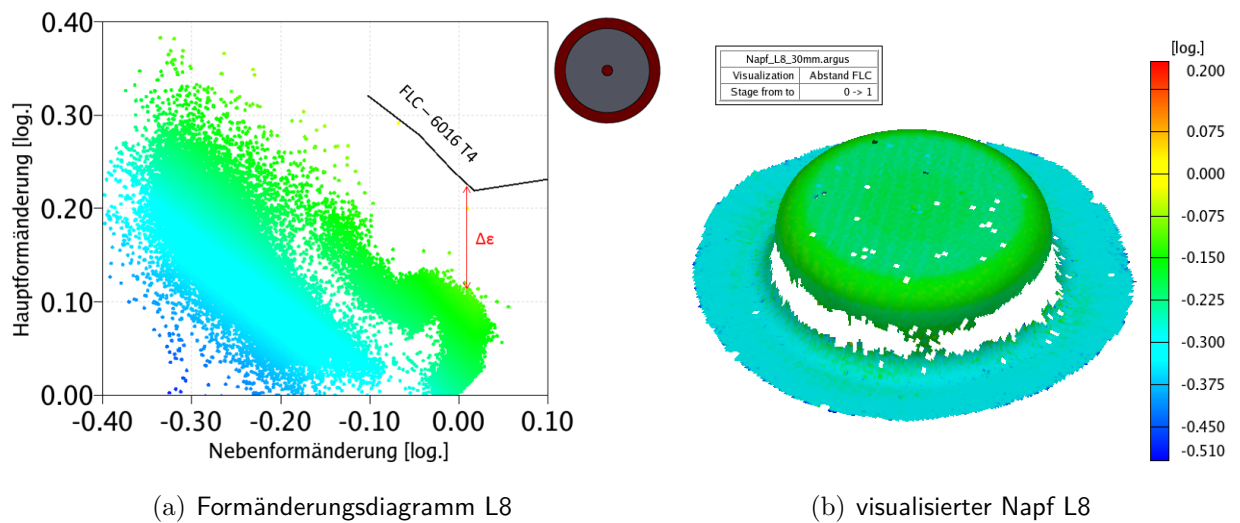 0.40
0.30
0.20
0.10
0.00
Hauptformänderung [log.]
-0.40 -0.30 -0.20 -0.10 0.00 0.10
Nebenformänderung [log.]
FLC – 6016 T4
Δε
(a) Formänderungsdiagramm L8
Napf_L8_30mm.argus
Visualization Abstand FLC
Stage from to 0 -> 1
[log.]
0.200
0.075
0.000
-0.075
-0.150
-0.225
-0.300
-0.375
-0.450
-0.510
(b) visualisierter Napf L8